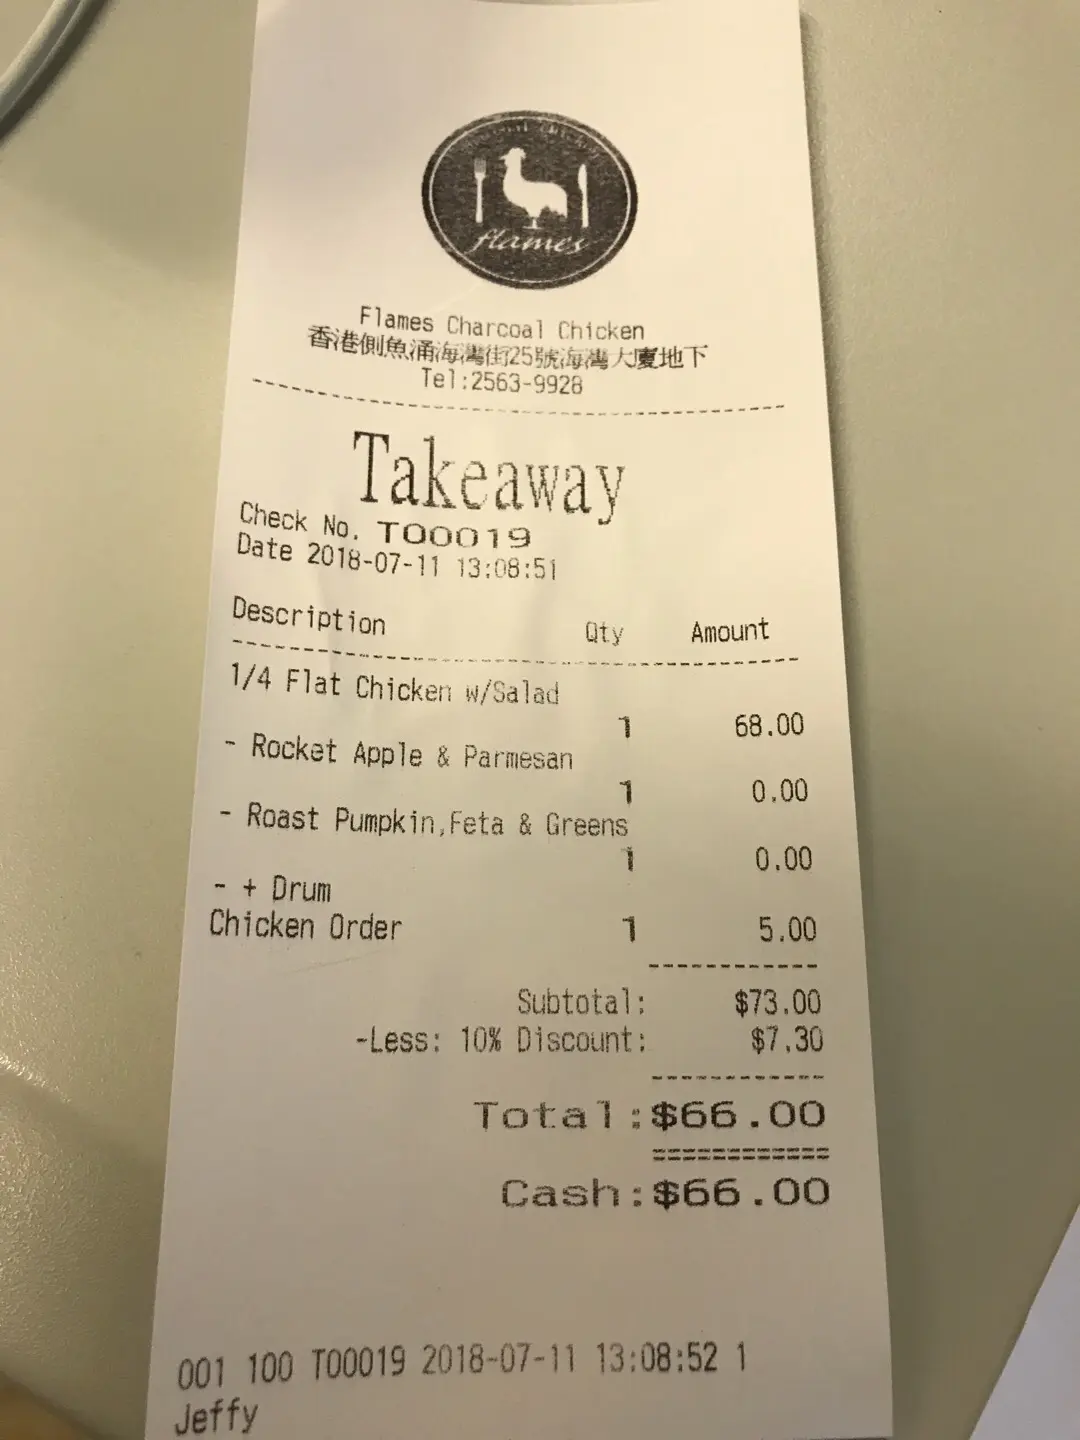 flames
Flames Charcoal Chicken
香港側魚涌海灣街25號海灣大廈地下
Tel:2563-9928
Takeaway
Check No. T00019
Date 2018-07-11 13:08:51
Description Qty Amount
1/4 Flat Chicken w/Salad
1 68.00
- Rocket Apple & Parmesan
1 0.00
- Roast Pumpkin,Feta & Greens
1 0.00
- + Drum
Chicken Order 1 5.00
Subtotal: $73.00
-Less: 10% Discount: $7.30
Total:$66.00
Cash:$66.00
001 100 T00019 2018-07-11 13:08:52 1
Jeffy